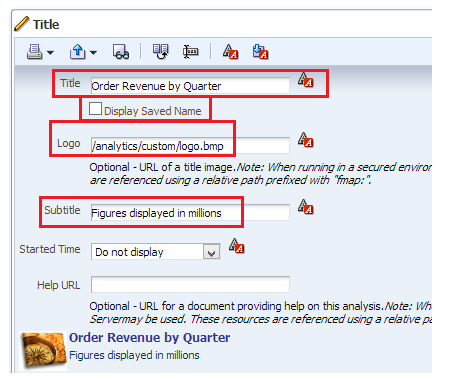 Title
Title
Order Revenue by Quarter
Display Saved Name
Logo
/analytics/custom/logo.bmp
Optional - URL of a title image.Note: When running in a secured environ
are referenced using a relative path prefixed with "fmap:".
Subtitle
Figures displayed in millions
Started Time
Do not display
Help URL
Optional - URL for a document providing help on this analysis.Note: Wh
Servermay be used. These resources are referenced using a relative pat
Order Revenue by Quarter
Figures displayed in millions